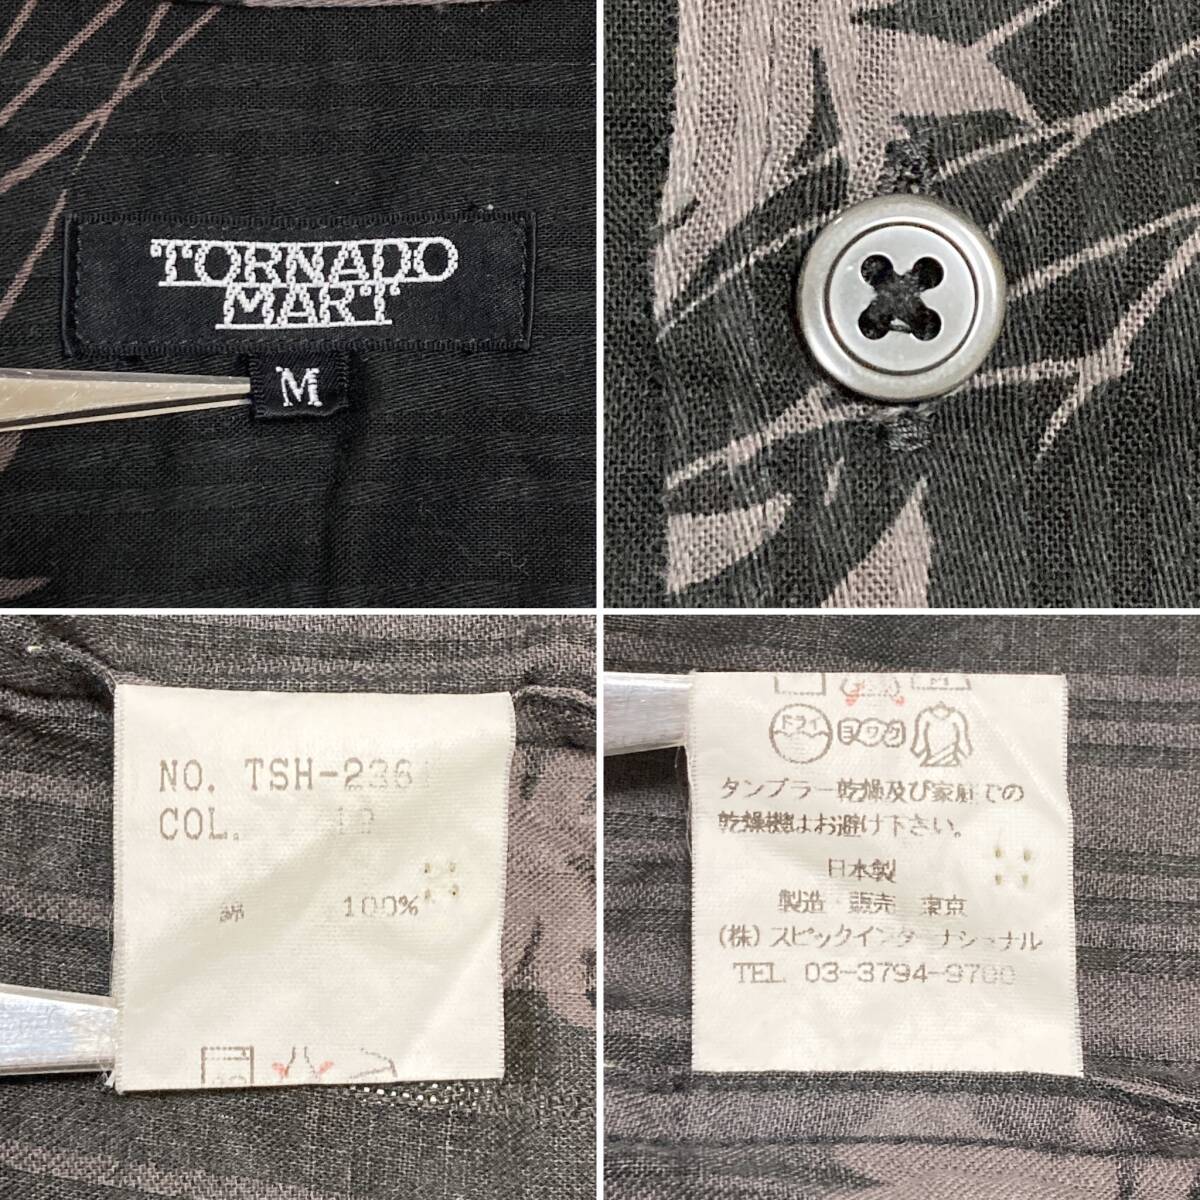 TORNADO
MART
M
NO. TSH-236
COL.
綿 100%
ドライ
ヨワク
タンブラー乾燥及び家庭での
乾燥機はお避け下さい。
日本製
製造・販売 東京
(株)スピックインターナショナル
TEL 03-3794-9700